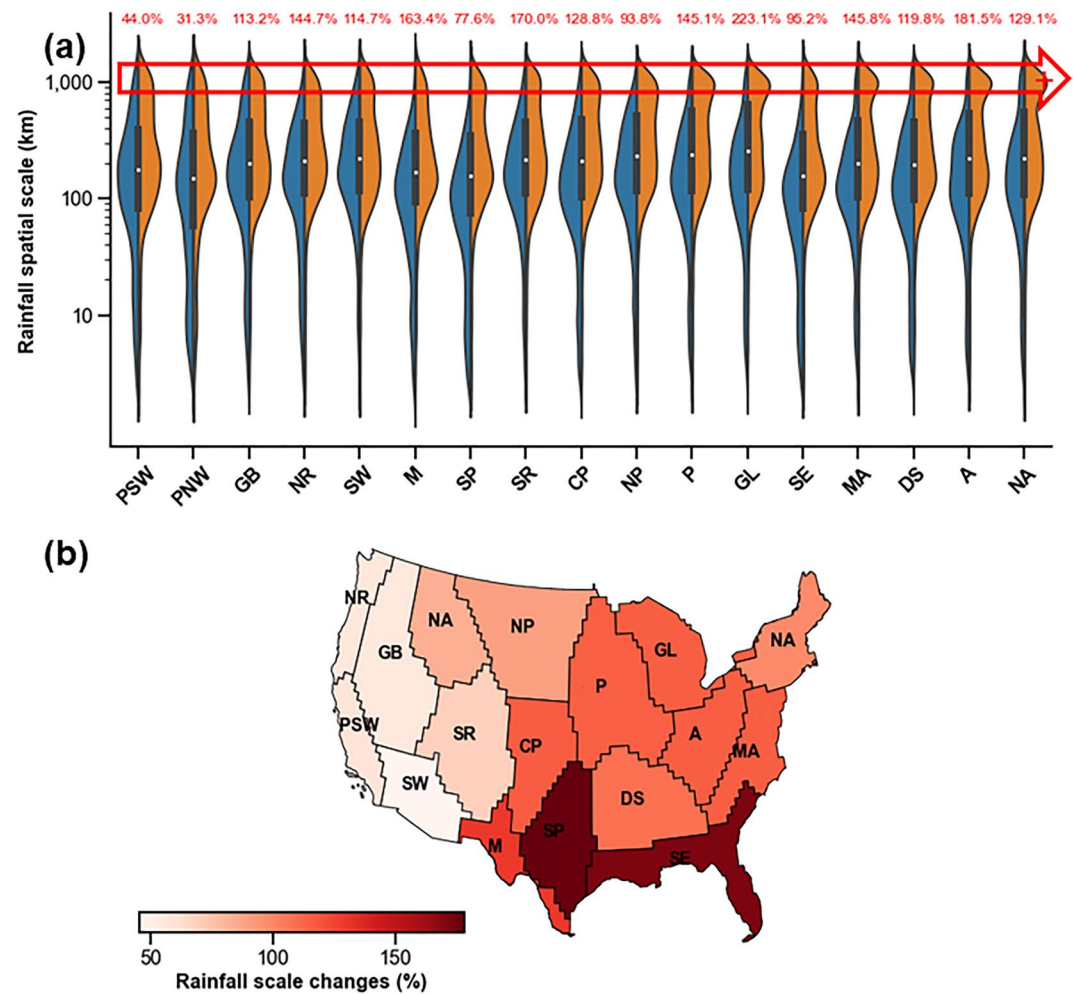 (a)
44.0% 31.3% 113.2% 144.7% 114.7% 163.4% 77.6% 170.0% 128.8% 93.8% 145.1% 223.1% 95.2% 145.8% 119.8% 181.5% 129.1%
+
Rainfall spatial scale (km)
1,000
100
10
PSW PNW GB NR SW M SP SR CP NP P GL SE MA DS A NA
(b)
NR
GB
NA
NP
P
GL
NA
PSW
SW
SR
CP
A
MA
DS
SP
M
SE
50 100 150
Rainfall scale changes (%)